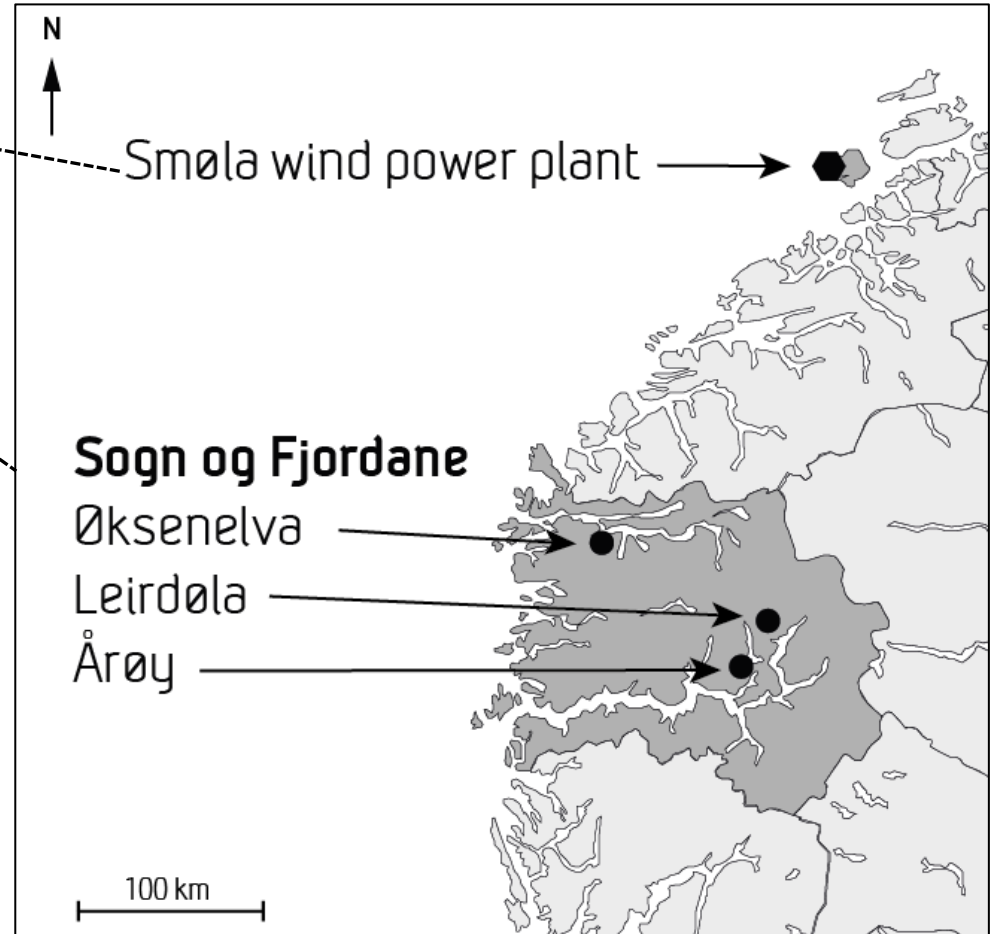 N
Smøla wind power plant
Sogn og Fjordane
Øksenelva
Leirdøla
Årøy
100 km